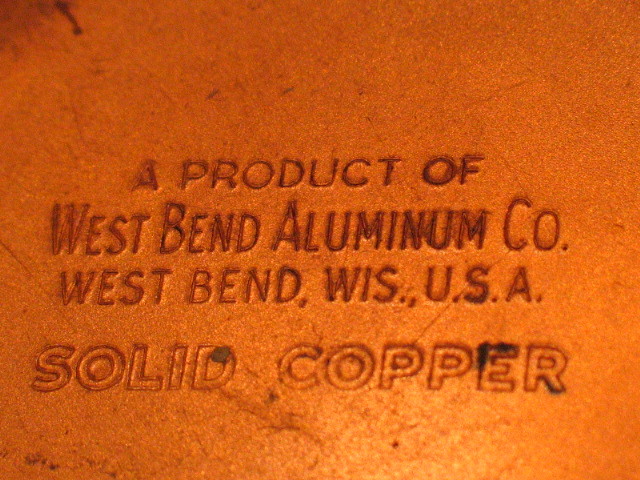 A PRODUCT OF
WEST BEND ALUMINUM CO.
WEST BEND, WIS., U.S.A.
SOLID COPPER